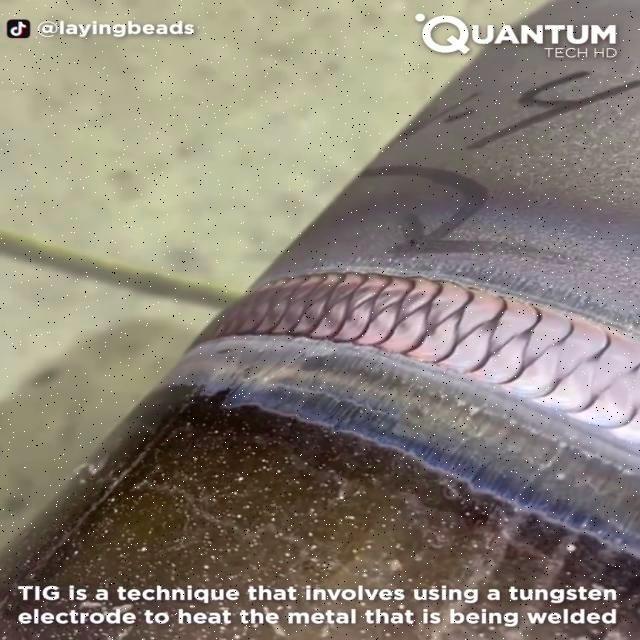 @layingbeads
QUANTUM
TECH HD
TIG is a technique that involves using a tungsten
electrode to heat the metal that is being welded